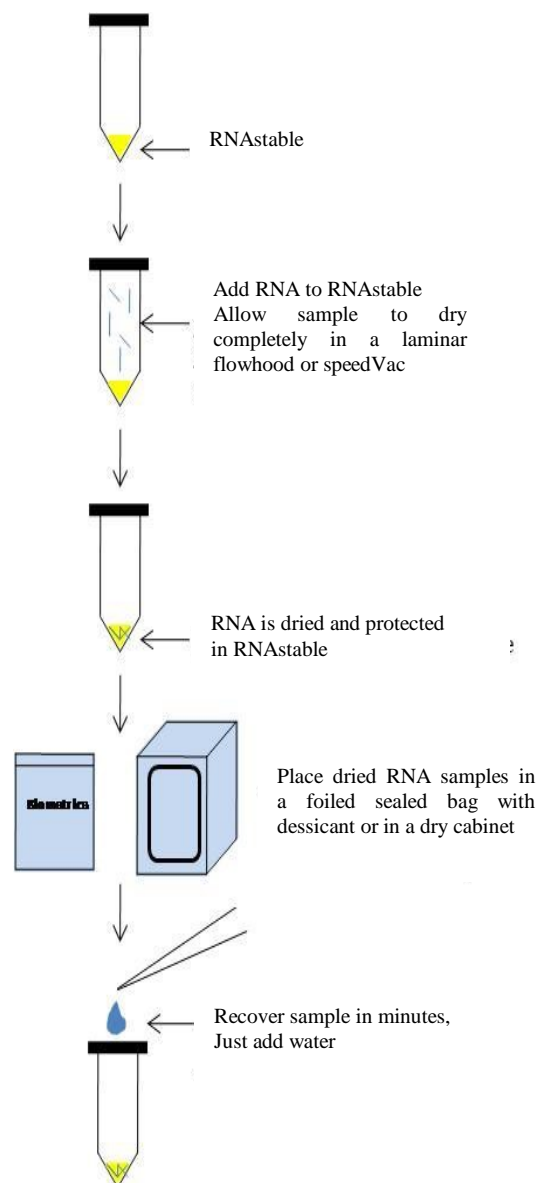 RNAstable
Add RNA to RNAstable
Allow sample to dry
completely in a laminar
flowhood or speedVac
RNA is dried and protected
in RNAstable
Place dried RNA samples in
a foiled sealed bag with
dessicant or in a dry cabinet
Biomatrica
Recover sample in minutes,
Just add water